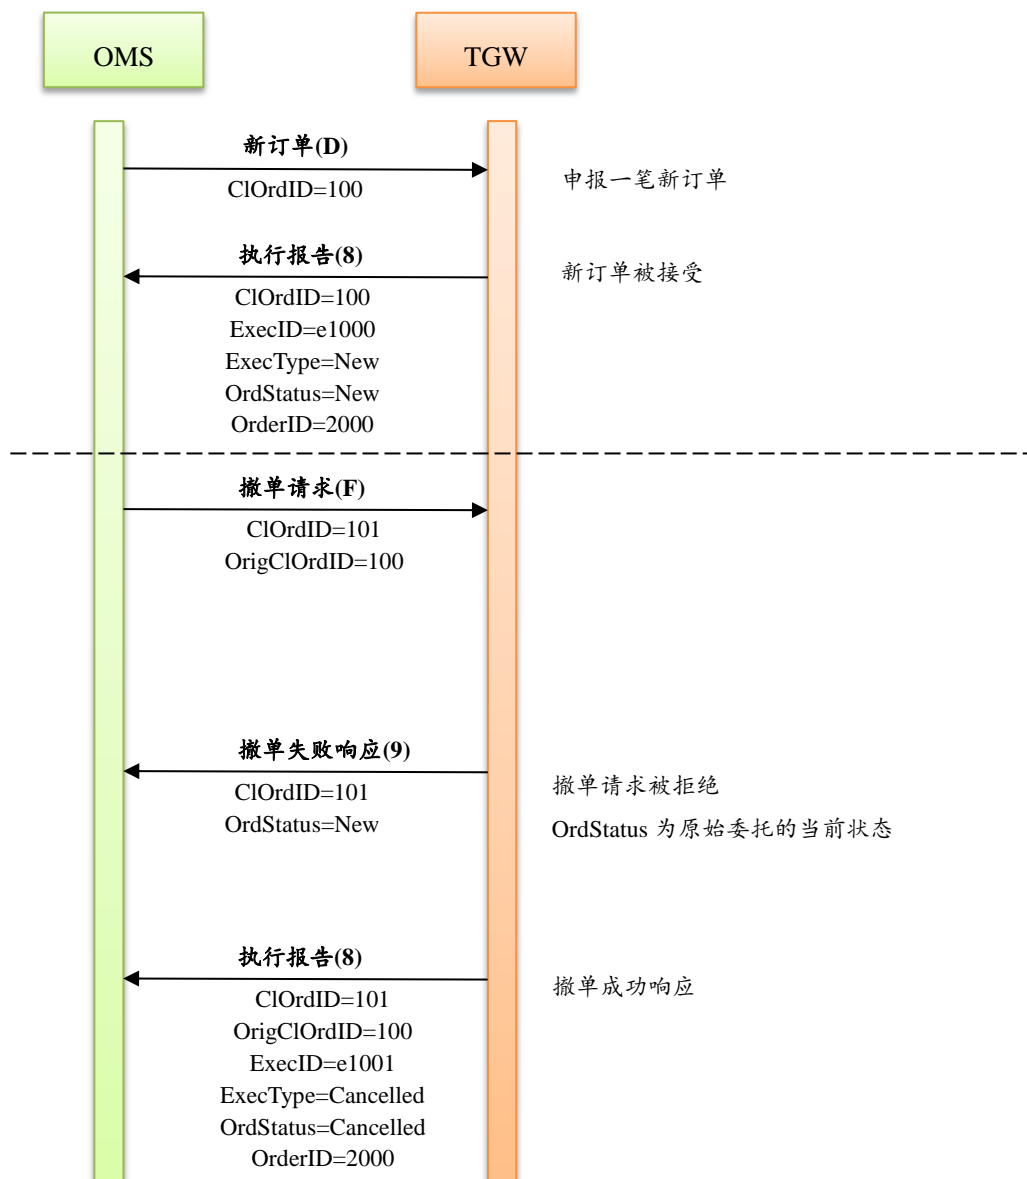 OMS
TGW
新订单(D)
ClOrdID=100
申报一笔新订单
执行报告(8)
新订单被接受
ClOrdID=100
ExecID=e1000
ExecType=New
OrdStatus=New
OrderID=2000
撤单请求(F)
ClOrdID=101
OrigClOrdID=100
撤单失败响应(9)
ClOrdID=101
撤单请求被拒绝
OrdStatus=New
OrdStatus 为原始委托的当前状态
执行报告(8)
撤单成功响应
ClOrdID=101
OrigClOrdID=100
ExecID=e1001
ExecType=Cancelled
OrdStatus=Cancelled
OrderID=2000